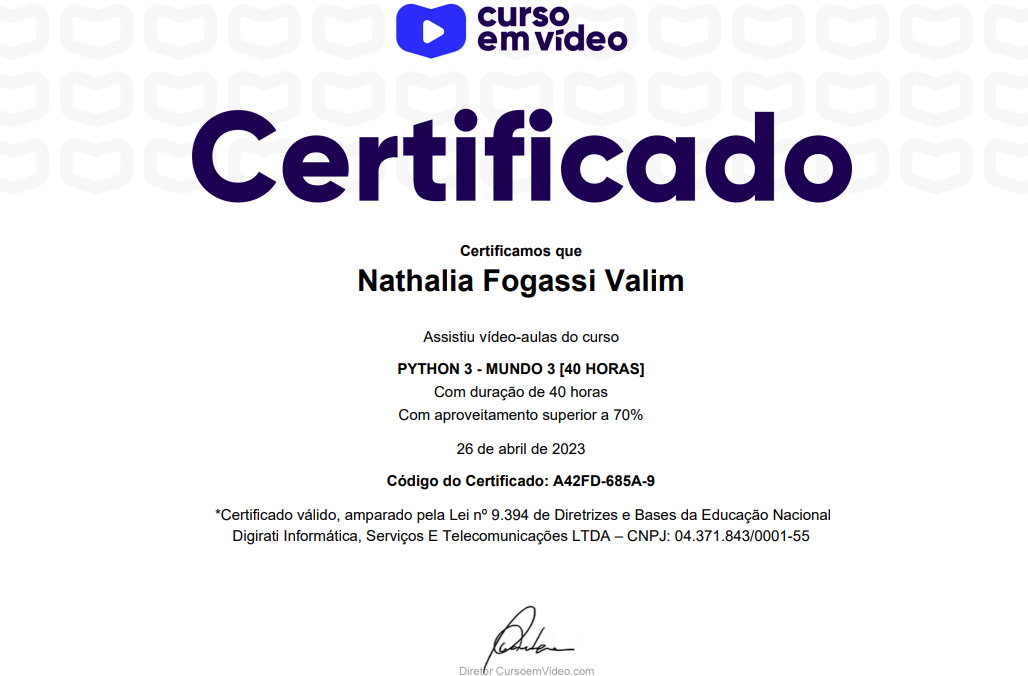 curso
em vídeo
Certificado
Certificamos que
Nathalia Fogassi Valim
Assistiu vídeo-aulas do curso
PYTHON 3 - MUNDO 3 [40 HORAS]
Com duração de 40 horas
Com aproveitamento superior a 70%
26 de abril de 2023
Código do Certificado: A42FD-685A-9
*Certificado válido, amparado pela Lei nº 9.394 de Diretrizes e Bases da Educação Nacional
Digirati Informática, Serviços E Telecomunicações LTDA – CNPJ: 04.371.843/0001-55
Diretor CursoemVideo.com